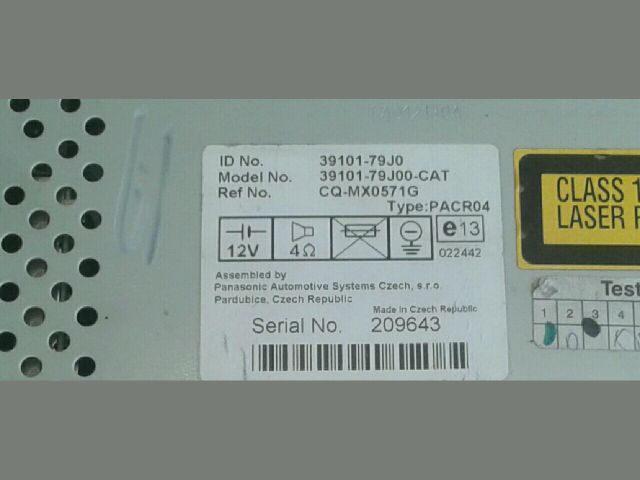 ID No. 39101-79J0
Model No. 39101-79J00-CAT
Ref No. CQ-MX0571G
Type:PACR04
12V 4Ω e13
022442
Assembled by
Panasonic Automotive Systems Czech, s.r.o.
Pardubice, Czech Republic
Made in Czech Republic
Serial No. 209643
CLASS 1
LASER
Test
1 2 3 4